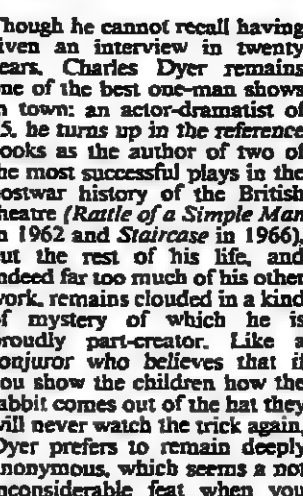 hough he cannot recall having
iven an interview in twenty
ears. Charles Dyer remains
ne of the best one-man shows
n town: an actor-dramatist of
5. he turns up in the reference
ooks as the author of two of
he most successful plays in the
ostwar history of the British
heatre (Rattle of a Simple Man
n 1962 and Staircase in 1966),
ut the rest of his life, and
ndeed far too much of his other
ork, remains clouded in a kind
f mystery of which he is
roudly part-creator. Like a
onjuror who believes that if
ou show the children how the
abbit comes out of the hat they
ill never watch the trick again,
yer prefers to remain deeply
nonymous, which seems a not
nconsiderable feat when you